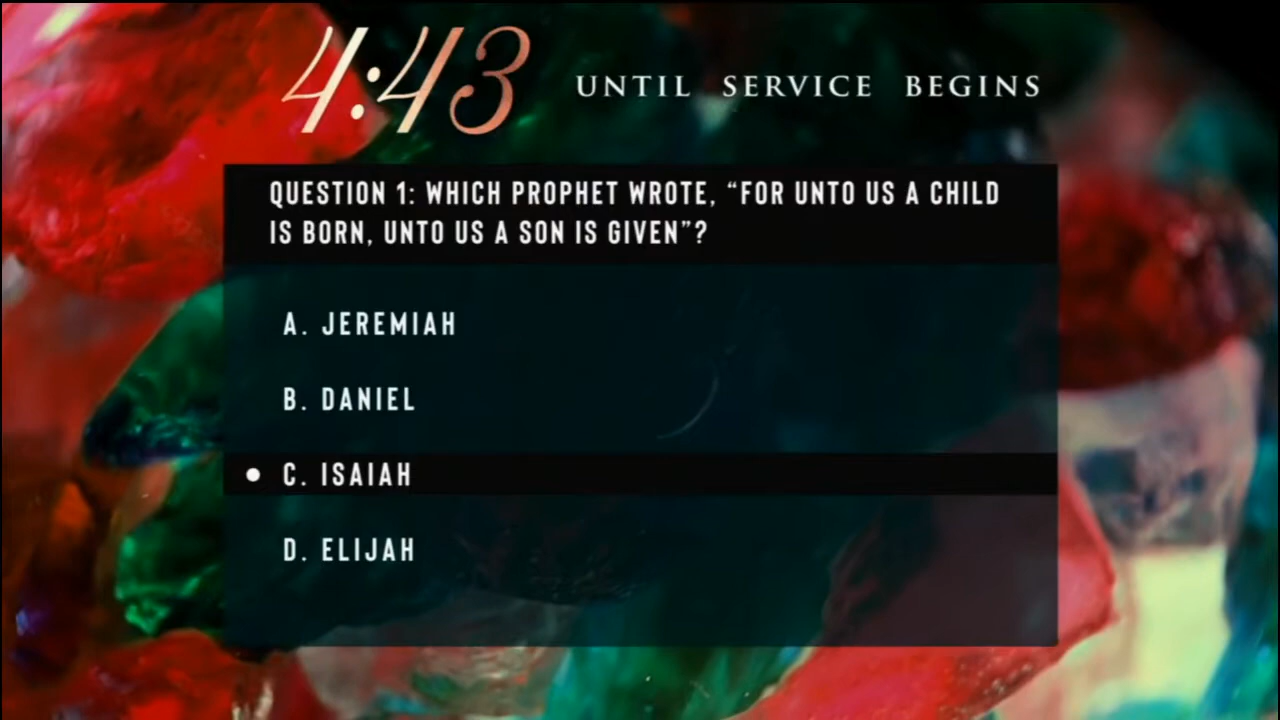 4:43 UNTIL SERVICE BEGINS
QUESTION 1: WHICH PROPHET WROTE, “FOR UNTO US A CHILD
IS BORN, UNTO US A SON IS GIVEN”?
A. JEREMIAH
B. DANIEL
C. ISAIAH
D. ELIJAH